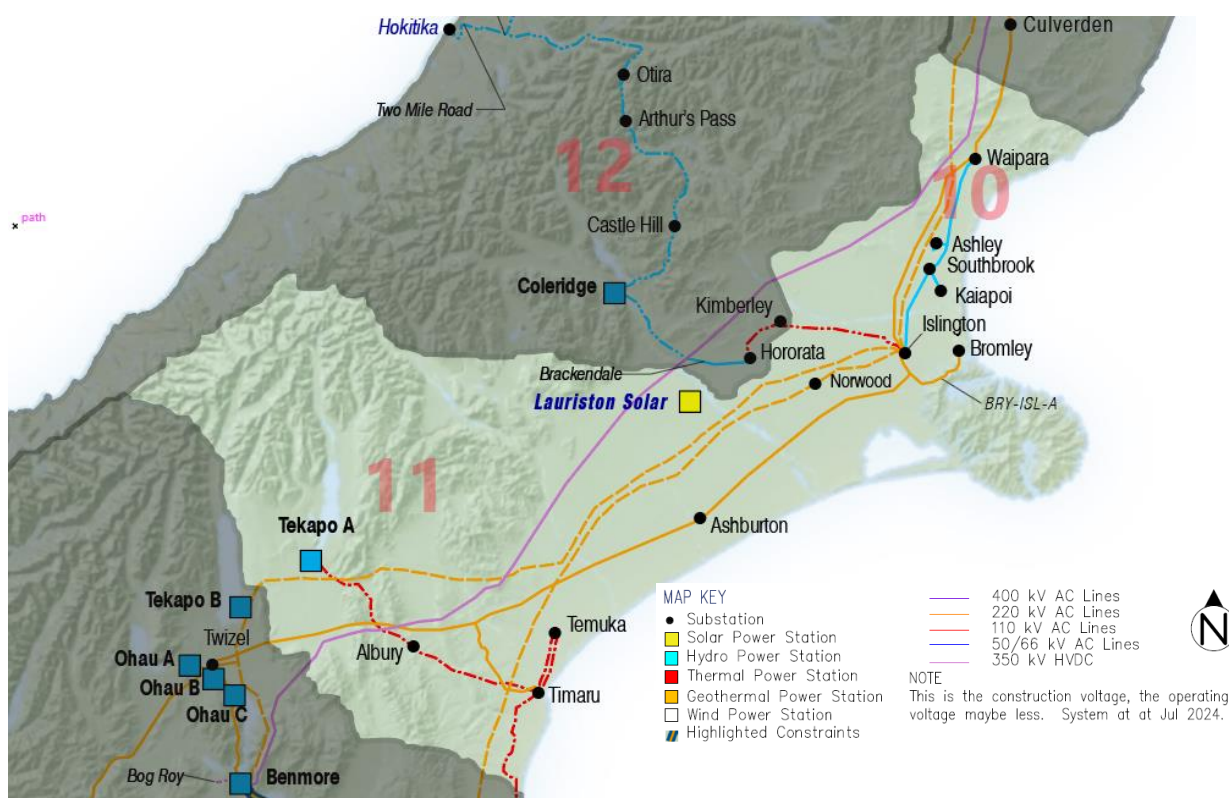 Hokitika
Culverden
Otira
Two Mile Road
Arthur's Pass
12
Waipara
10
path
Castle Hill
Ashley
Southbrook
Coleridge
Kaiapoi
Kimberley
Islington
Hororata
Bromley
Brackendale
Norwood
Lauriston Solar
BRY-ISL-A
11
Tekapo A
Ashburton
Tekapo B
Temuka
Twizel
Albury
Ohau A
Ohau B
Ohau C
Timaru
Bog Roy
Benmore
MAP KEY
Substation
Solar Power Station
Hydro Power Station
Thermal Power Station
Geothermal Power Station
Wind Power Station
Highlighted Constraints
400 kV AC Lines
220 kV AC Lines
110 kV AC Lines
50/66 kV AC Lines
350 kV HVDC
NOTE
This is the construction voltage, the operating
voltage maybe less. System at at Jul 2024.
N